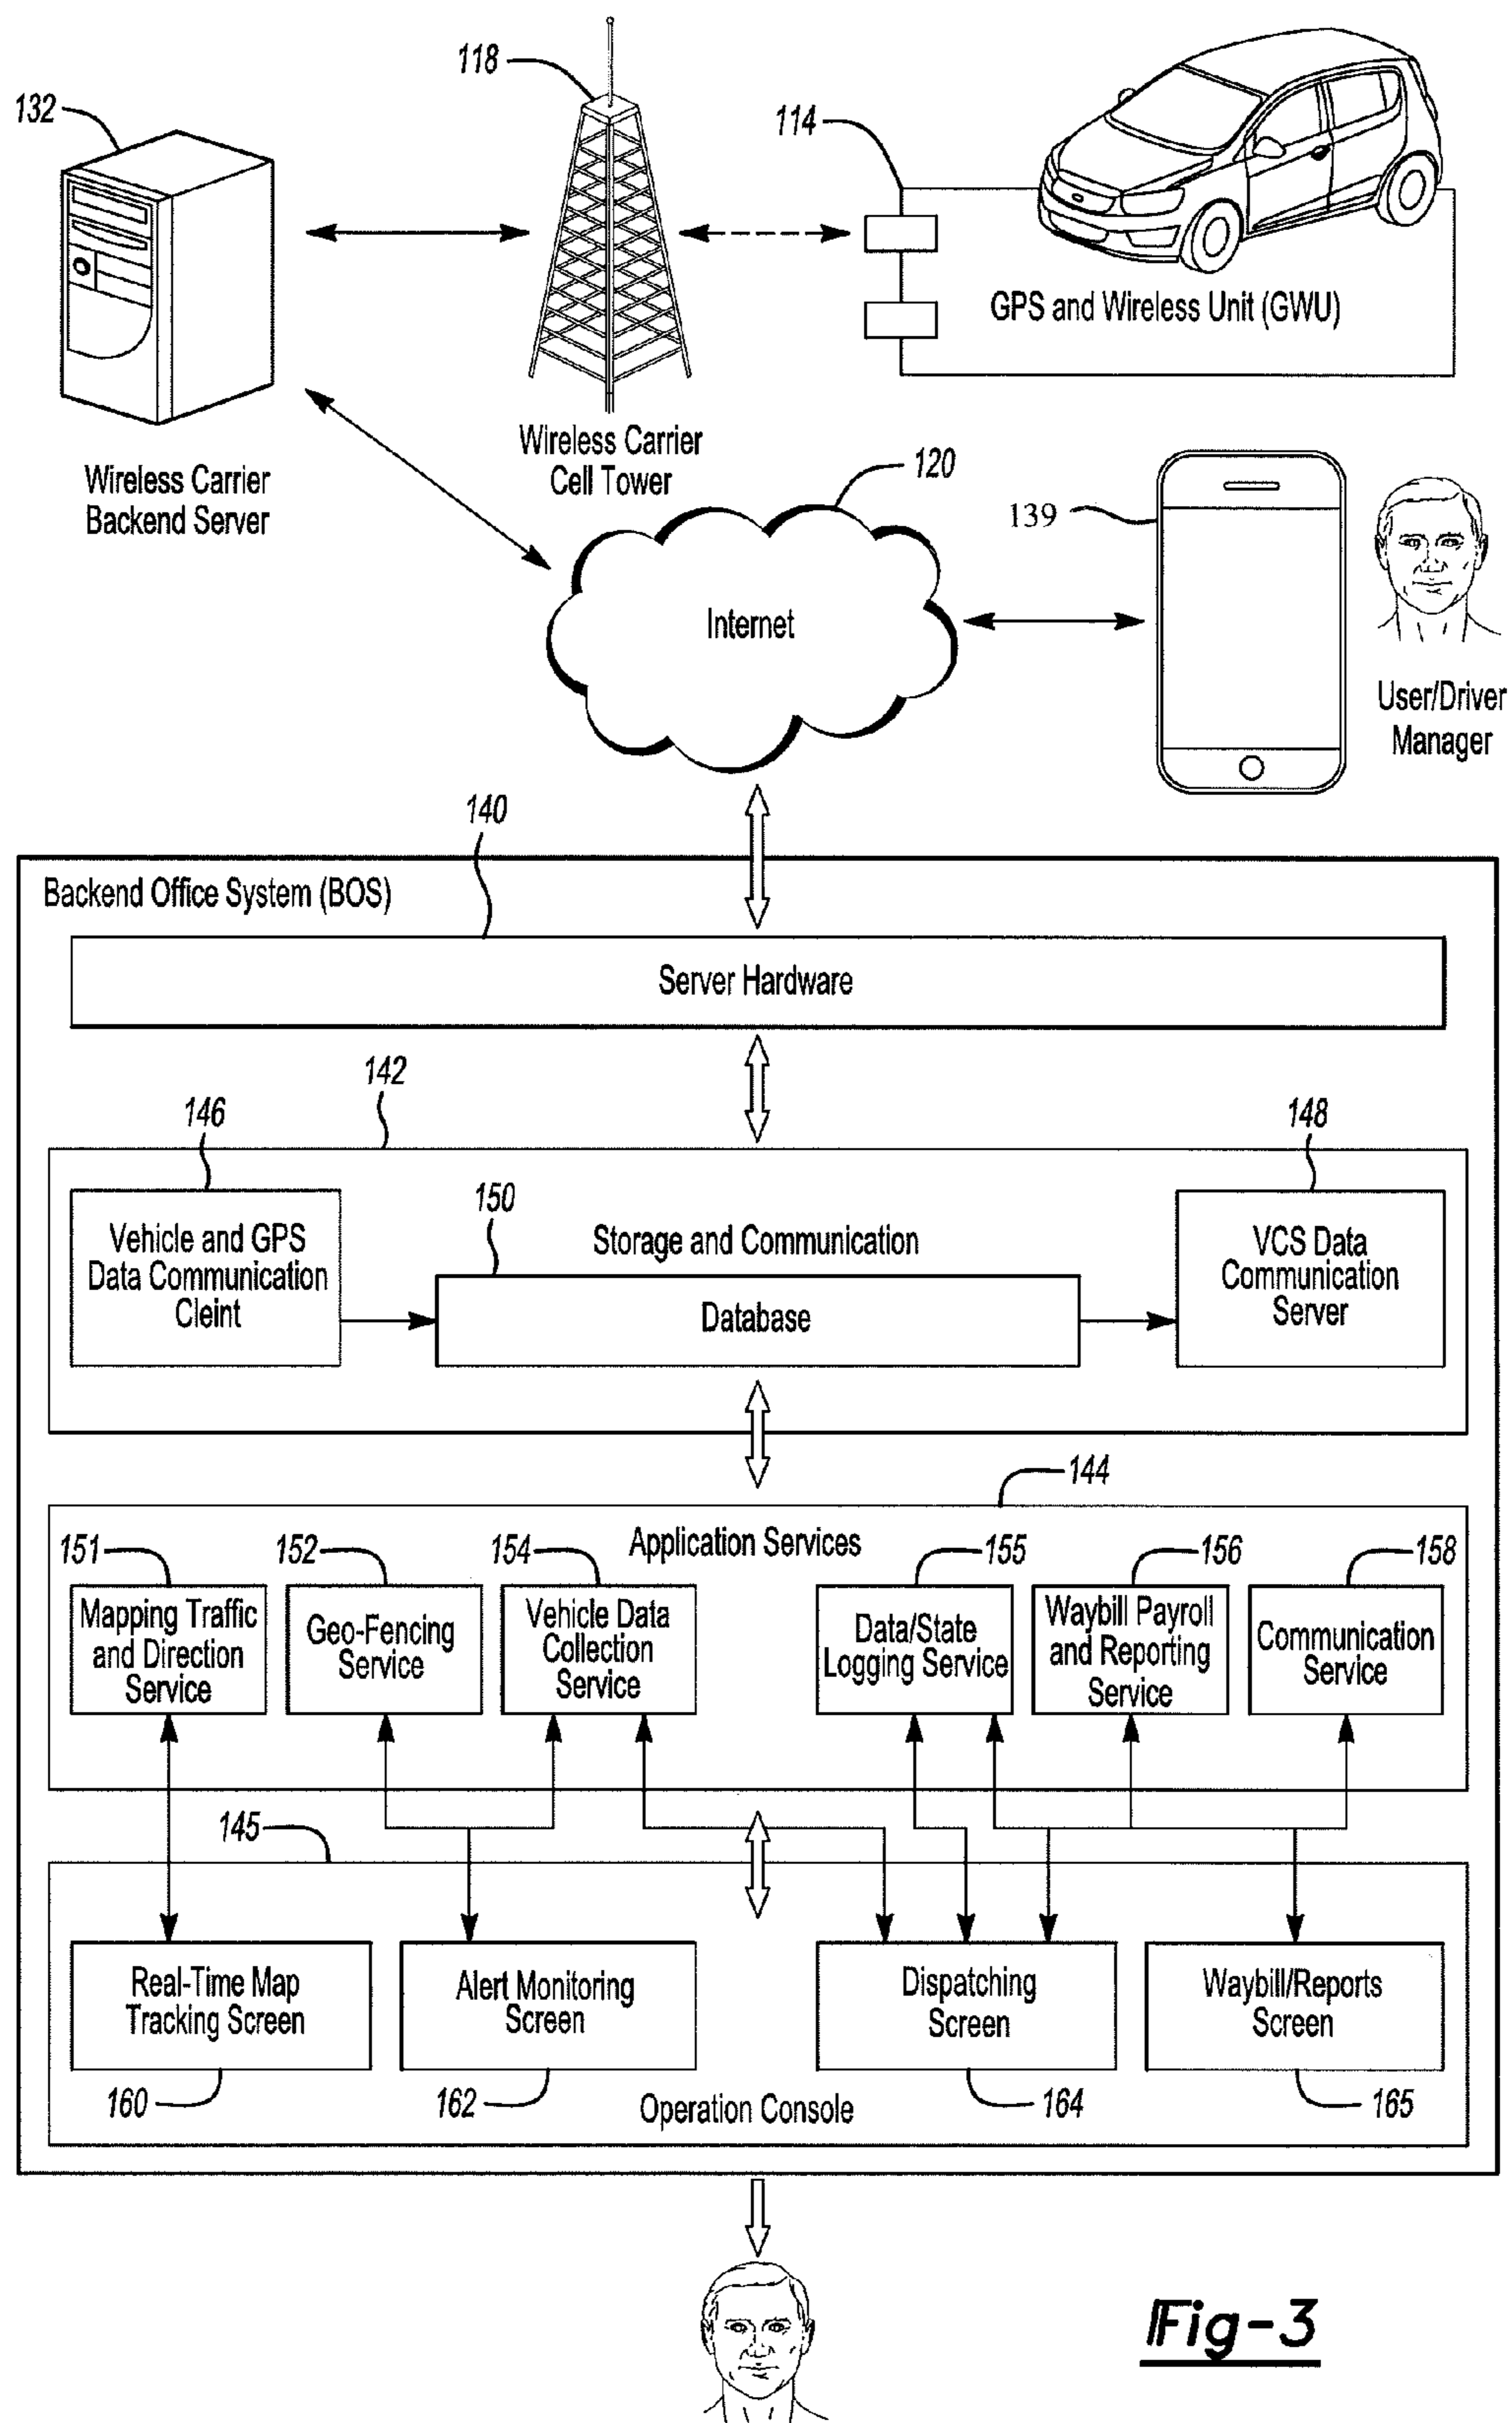 118
132
114
GPS and Wireless Unit (GWU)
Wireless Carrier
Cell Tower
Wireless Carrier
Backend Server
120
139
Internet
User/Driver
Manager
140
Backend Office System (BOS)
Server Hardware
142
146
148
150
Vehicle and GPS
Data Communication
Cleint
Storage and Communication
Database
VCS Data
Communication
Server
144
Application Services
151
152
154
155
156
158
Mapping Traffic
and Direction
Service
Geo-Fencing
Service
Vehicle Data
Collection
Service
Data/State
Logging Service
Waybill Payroll
and Reporting
Service
Communication
Service
145
Real-Time Map
Tracking Screen
Alert Monitoring
Screen
Dispatching
Screen
Waybill/Reports
Screen
160
162
Operation Console
164
165
Fig-3